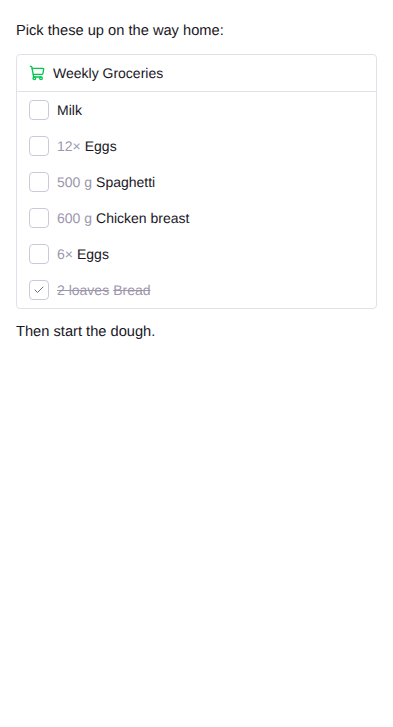 Pick these up on the way home:
Weekly Groceries
Milk
12× Eggs
500 g Spaghetti
600 g Chicken breast
6× Eggs
2 loaves Bread
Then start the dough.